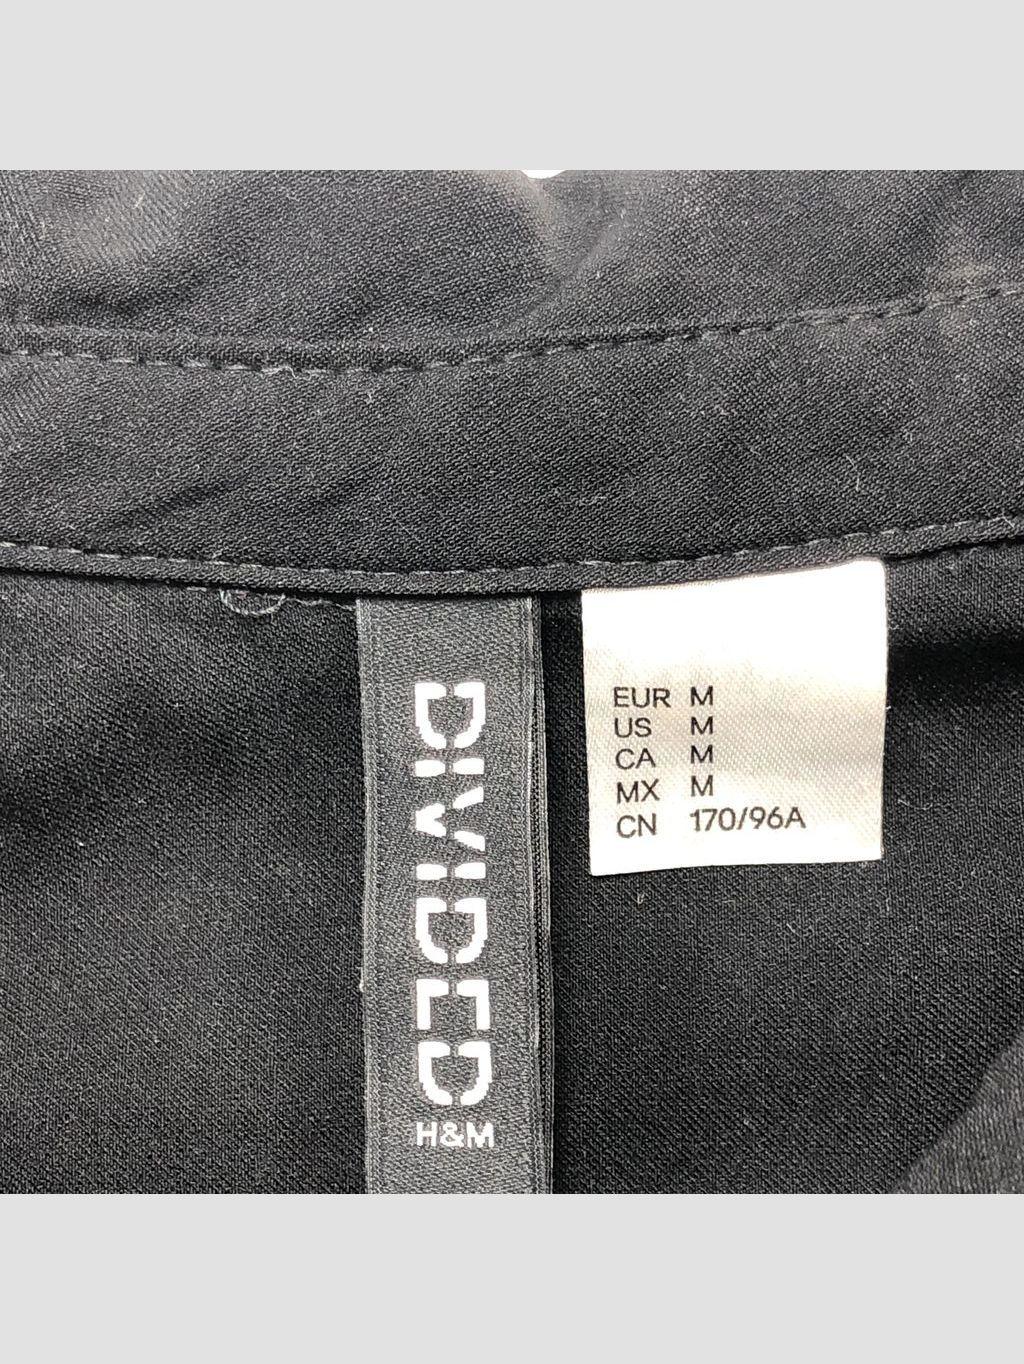 DIVIDED
H&M
EUR M
US M
CA M
MX M
CN 170/96A